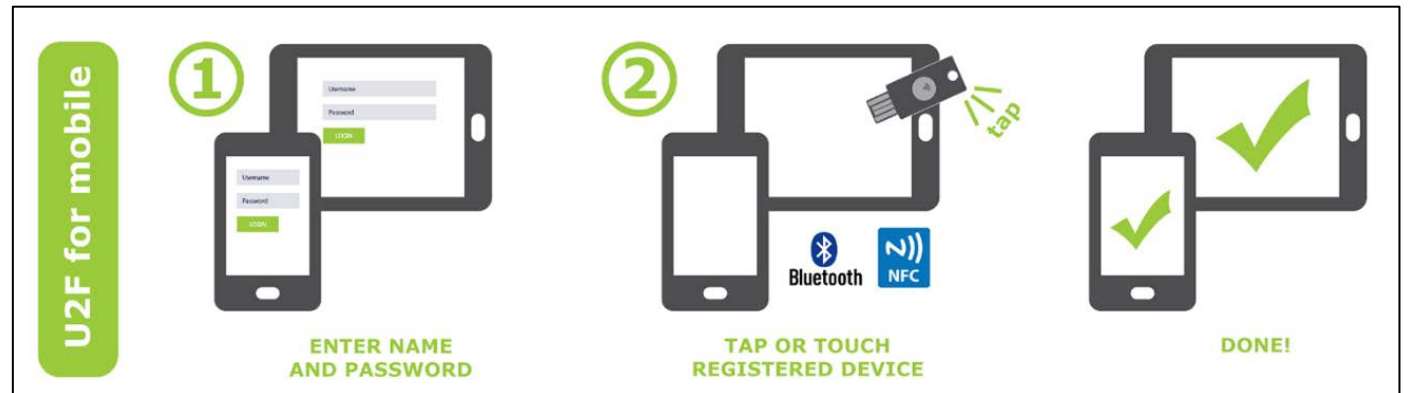 U2F for mobile
1
Username
Password
LOGIN
Username
Password
LOGIN
ENTER NAME
AND PASSWORD
2
tap
Bluetooth
NFC
TAP OR TOUCH
REGISTERED DEVICE
DONE!